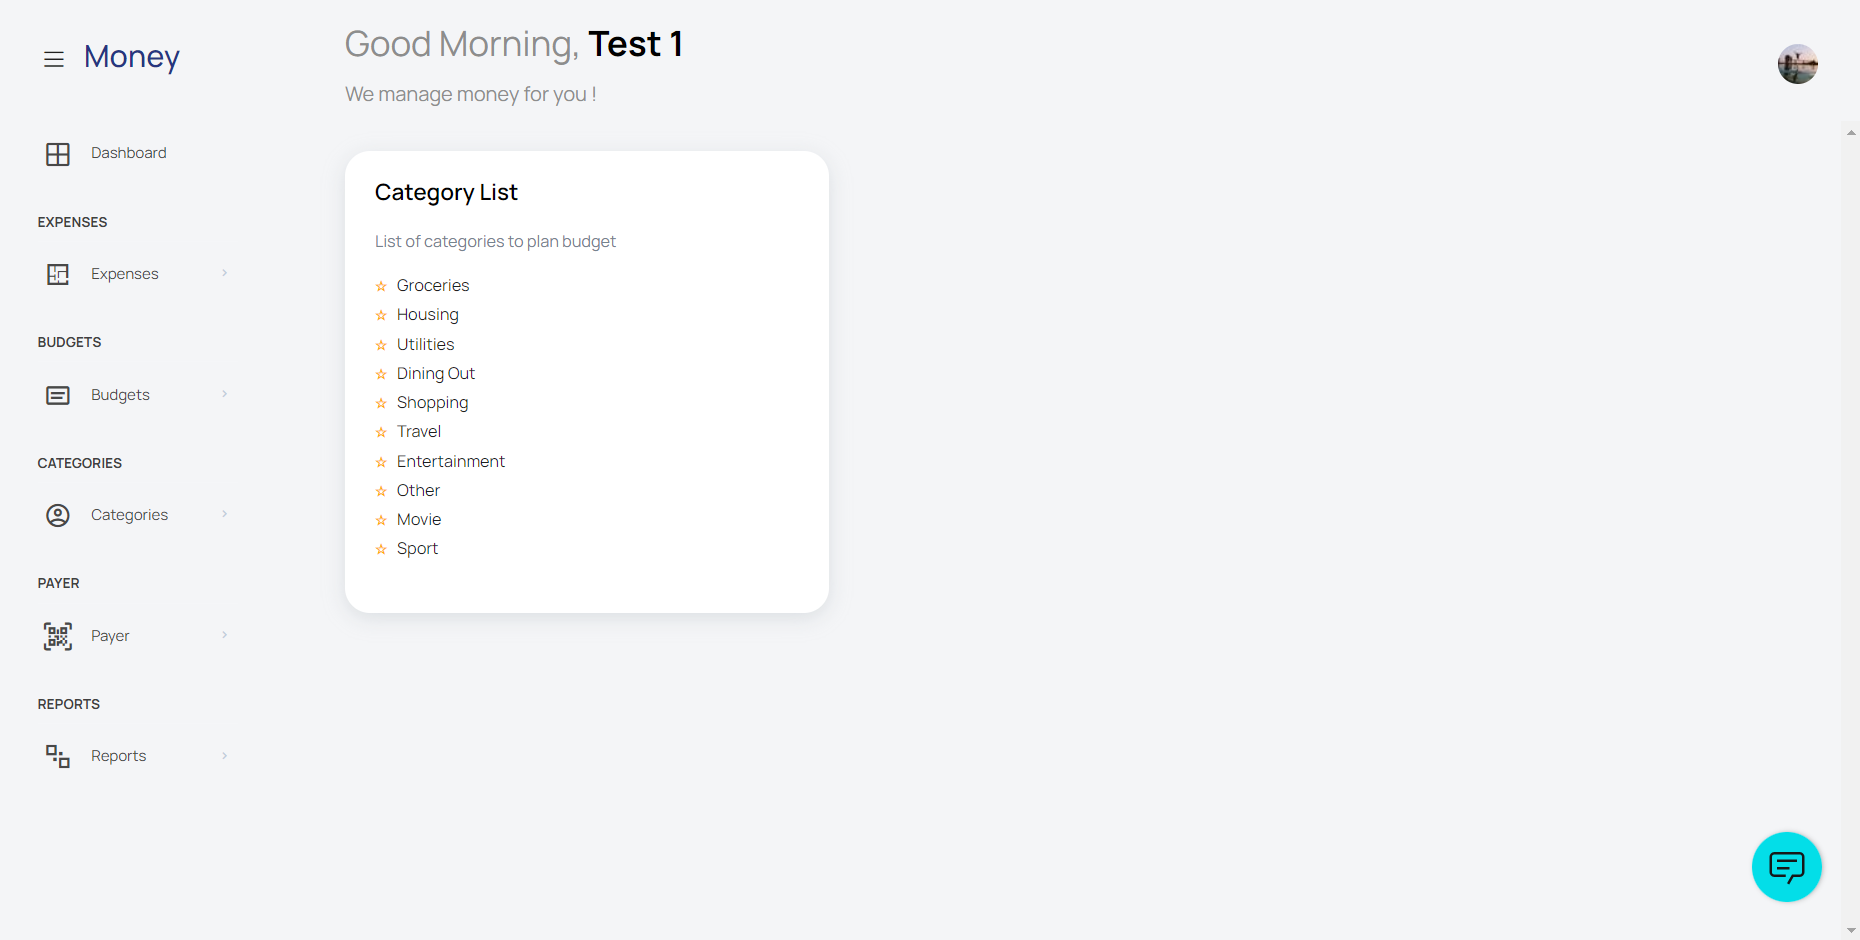 Money
Good Morning, Test 1
We manage money for you !
Dashboard
EXPENSES
Expenses
BUDGETS
Budgets
CATEGORIES
Categories
PAYER
Payer
REPORTS
Reports
Category List
List of categories to plan budget
Groceries
Housing
Utilities
Dining Out
Shopping
Travel
Entertainment
Other
Movie
Sport